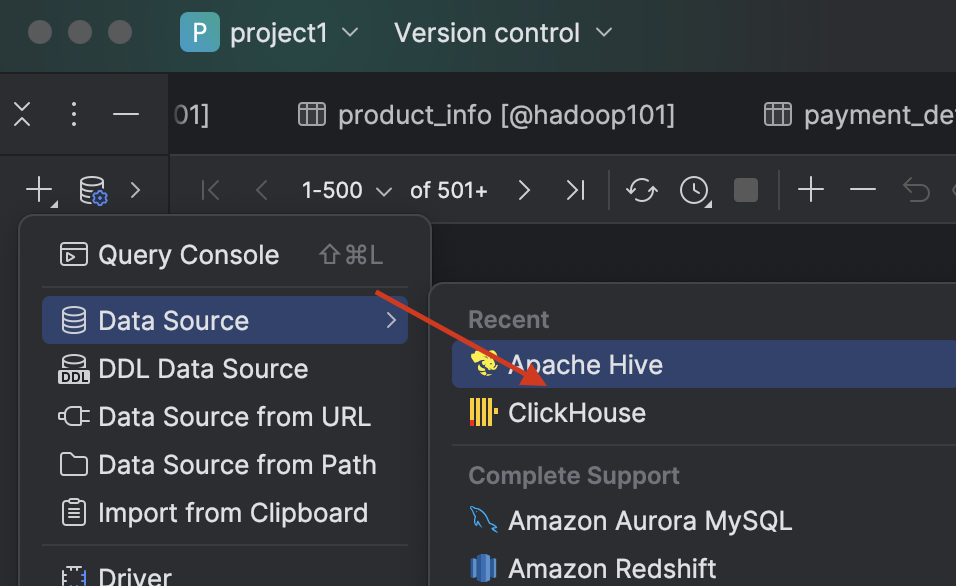 P project1 Version control
01] product_info [@hadoop101] payment_de
1-500 of 501+
Query Console ⇧⌘L
Data Source
DDL Data Source
Data Source from URL
Data Source from Path
Import from Clipboard
Driver
Recent
Apache Hive
ClickHouse
Complete Support
Amazon Aurora MySQL
Amazon Redshift